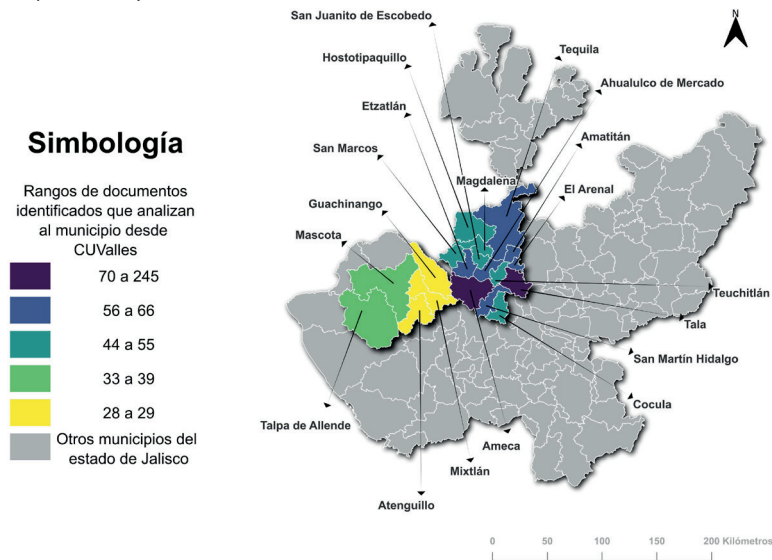 San Juanito de Escobedo
Hostotipaquillo
Etzatlán
San Marcos
Guachinango
Mascota
Magdalena
Tequila
Ahualulco de Mercado
Amatitán
El Arenal
N
Simbología
Rangos de documentos
identificados que analizan
al municipio desde
CUValles
70 a 245
56 a 66
44 a 55
33 a 39
28 a 29
Otros municipios del
estado de Jalisco
Teuchitlán
Tala
San Martín Hidalgo
Cocula
Ameca
Mixtlán
Atenguillo
Talpa de Allende
0 50 100 150 200 Kilómetros